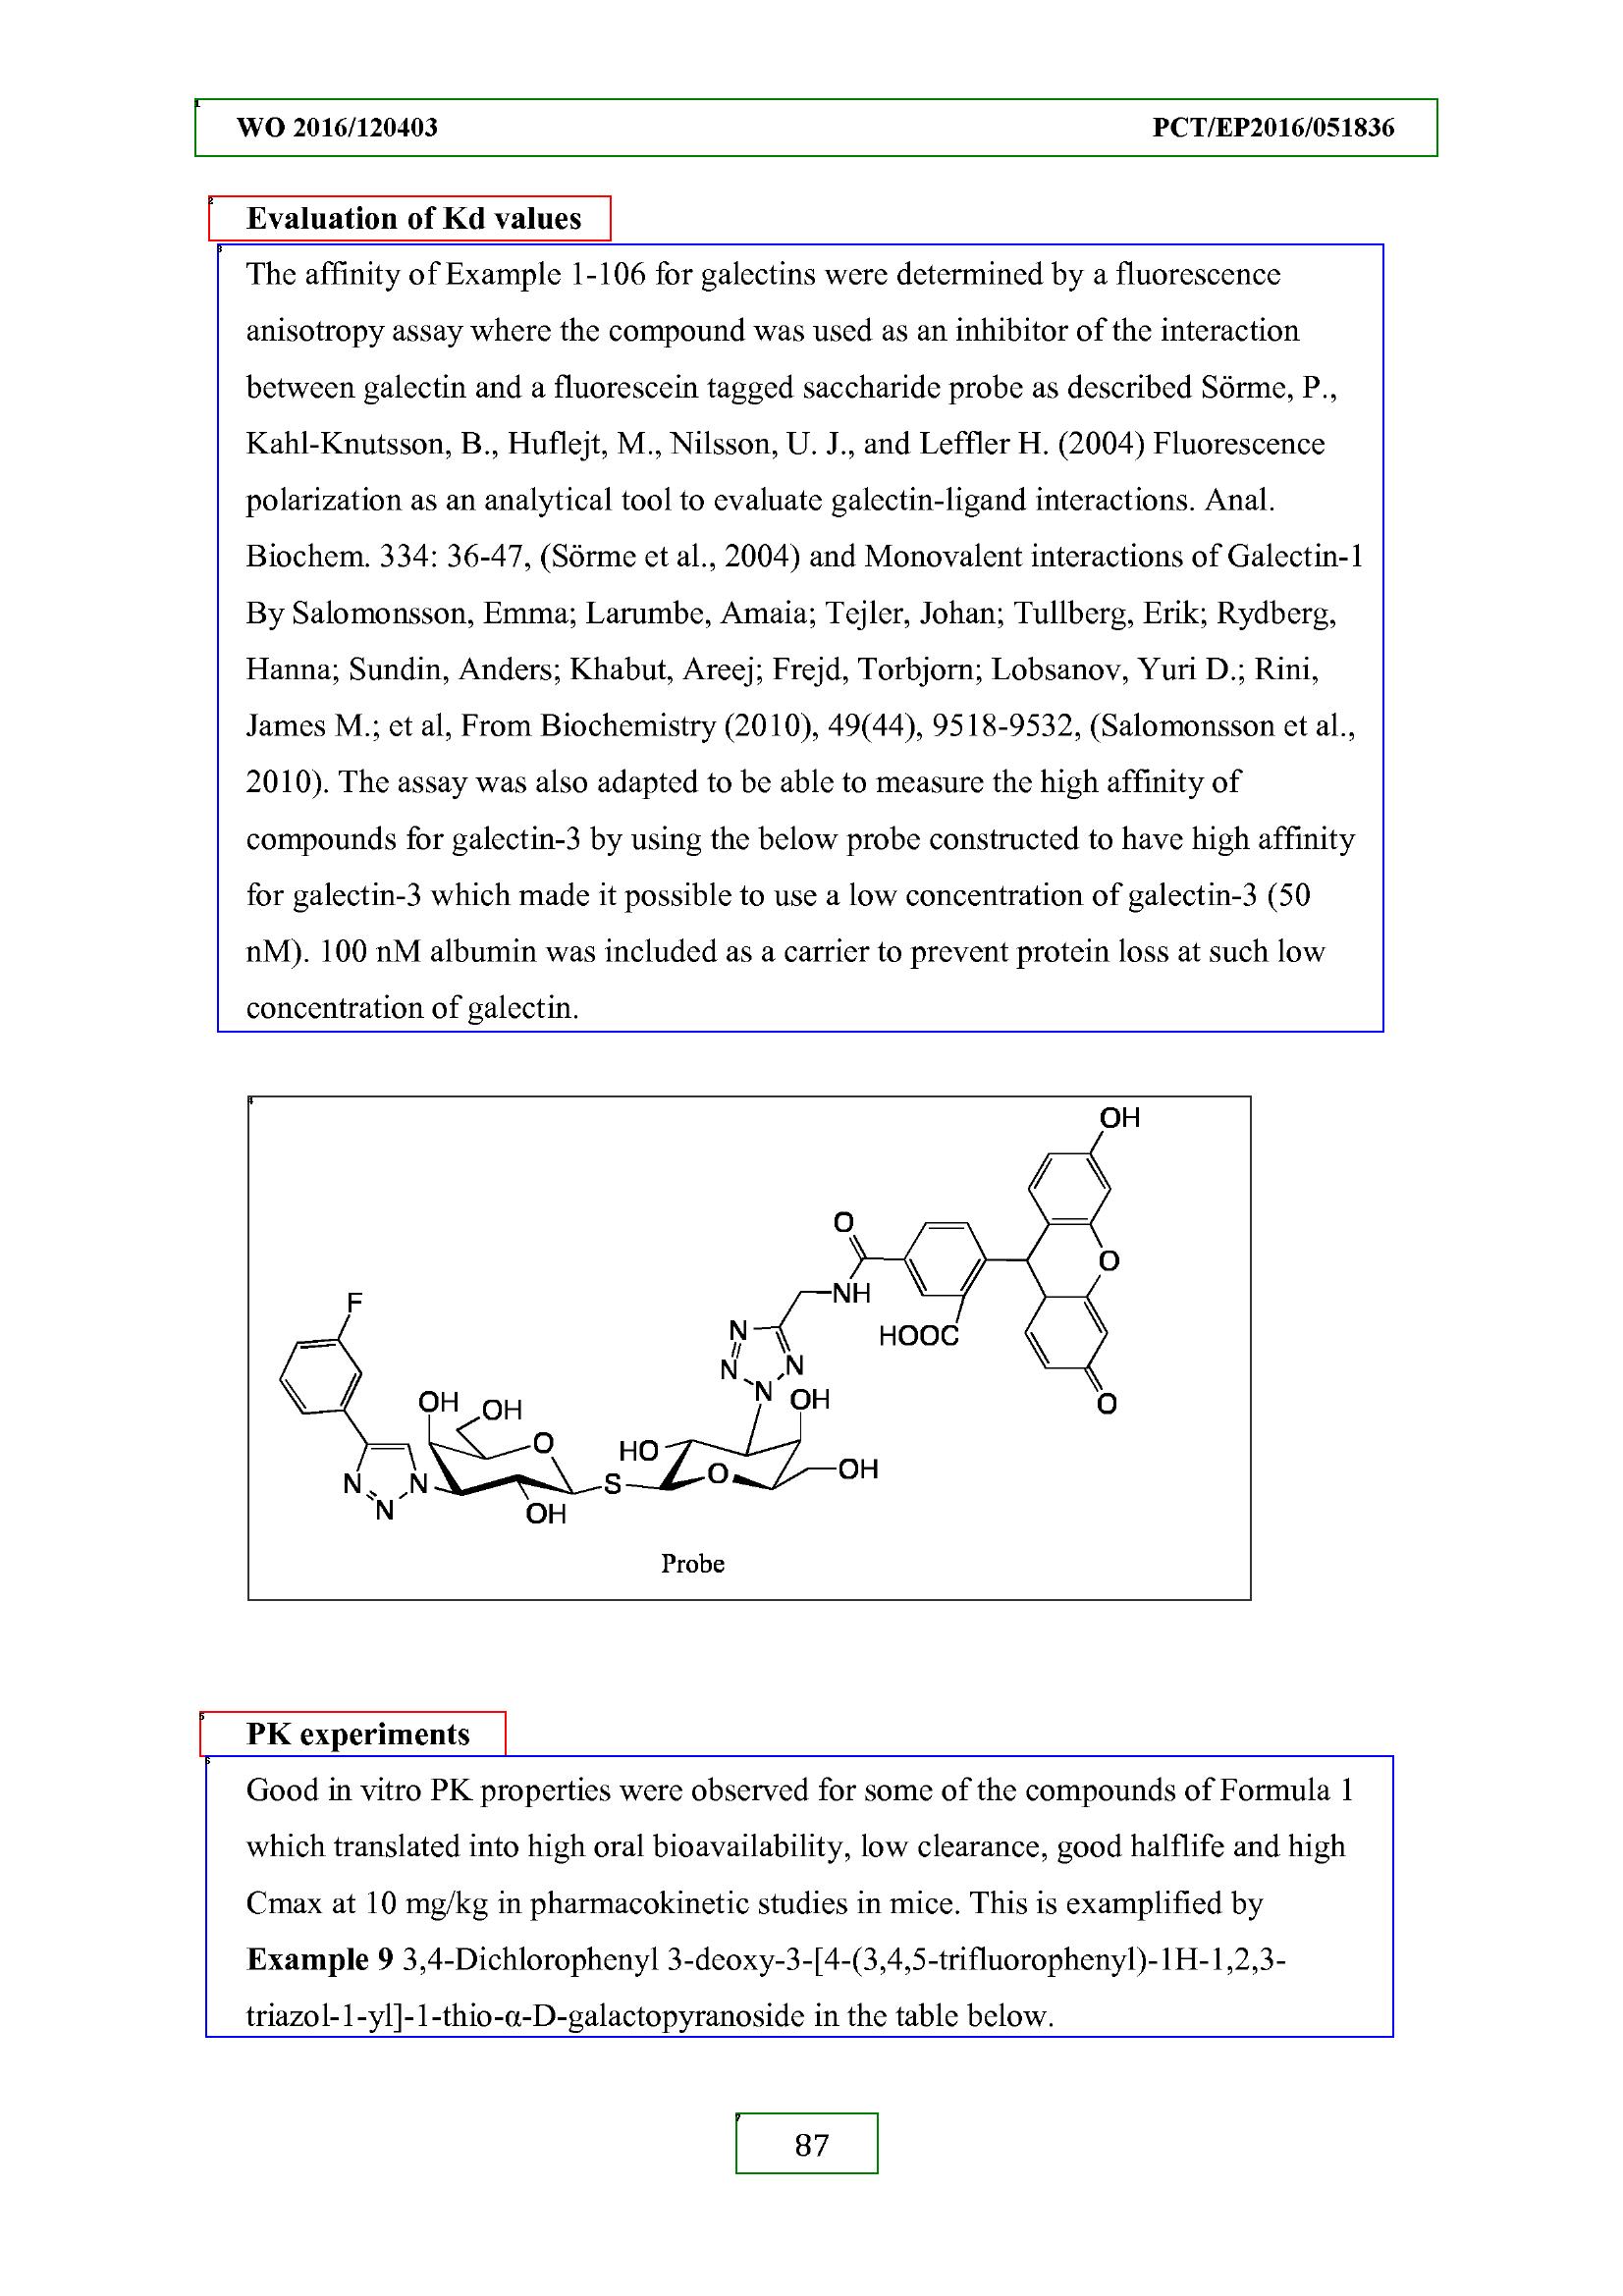 WO 2016/120403 PCT/EP2016/051836
Evaluation of Kd values
The affinity of Example 1-106 for galectins were determined by a fluorescence
anisotropy assay where the compound was used as an inhibitor of the interaction
between galectin and a fluorescein tagged saccharide probe as described Sörme, P.,
Kahl-Knutsson, B., Huflejt, M., Nilsson, U. J., and Leffler H. (2004) Fluorescence
polarization as an analytical tool to evaluate galectin-ligand interactions. Anal.
Biochem. 334: 36-47, (Sörme et al., 2004) and Monovalent interactions of Galectin-1
By Salomonsson, Emma; Larumbe, Amaia; Tejler, Johan; Tullberg, Erik; Rydberg,
Hanna; Sundin, Anders; Khabut, Areej; Frejd, Torbjorn; Lobsanov, Yuri D.; Rini,
James M.; et al, From Biochemistry (2010), 49(44), 9518-9532, (Salomonsson et al.,
2010). The assay was also adapted to be able to measure the high affinity of
compounds for galectin-3 by using the below probe constructed to have high affinity
for galectin-3 which made it possible to use a low concentration of galectin-3 (50
nM). 100 nM albumin was included as a carrier to prevent protein loss at such low
concentration of galectin.
OH
O
O
NH
F
N
HOOC
N
N
N
OH
O
OH
OH
O
HO
O
OH
N
N
S
N
OH
Probe
PK experiments
Good in vitro PK properties were observed for some of the compounds of Formula 1
which translated into high oral bioavailability, low clearance, good halflife and high
Cmax at 10 mg/kg in pharmacokinetic studies in mice. This is examplified by
Example 9 3,4-Dichlorophenyl 3-deoxy-3-[4-(3,4,5-trifluorophenyl)-1H-1,2,3-
triazol-1-yl]-1-thio-α-D-galactopyranoside in the table below.
87